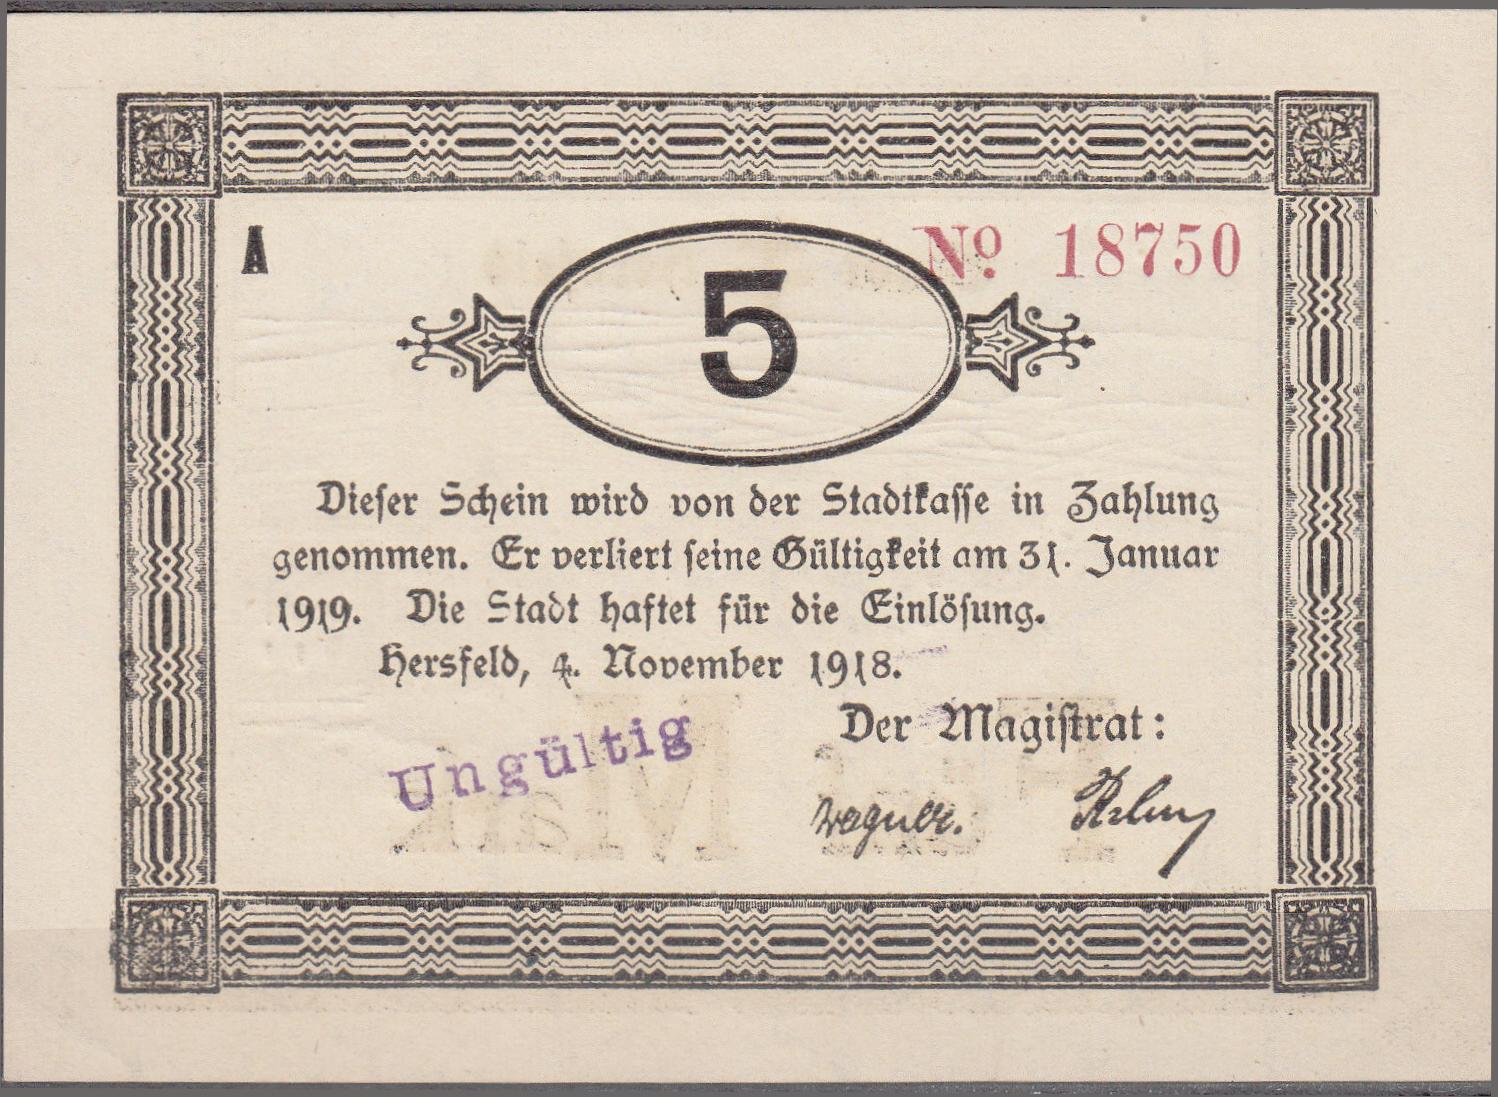 A
№ 18750
5
Dieser Schein wird von der Stadtkasse in Zahlung
genommen. Er verliert seine Gültigkeit am 31. Januar
1919. Die Stadt haftet für die Einlösung.
Hersfeld, 4. November 1918.
Der Magistrat:
Ungültig
Wagner.